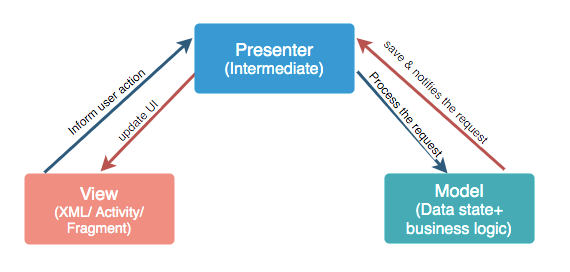 Presenter
(Intermediate)
Inform user action
update UI
Process the request
save & notifies the request
View
(XML/ Activity/
Fragment)
Model
(Data state+
business logic)